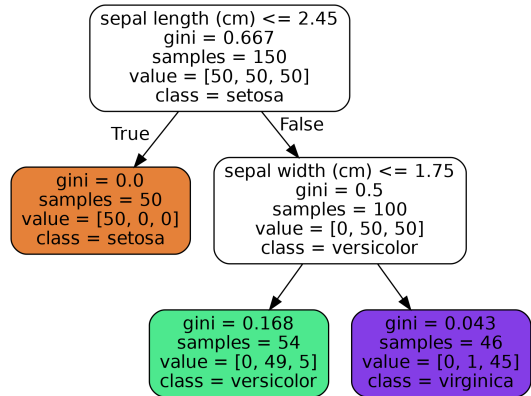 sepal length (cm) <= 2.45
gini = 0.667
samples = 150
value = [50, 50, 50]
class = setosa
True
False
gini = 0.0
samples = 50
value = [50, 0, 0]
class = setosa
sepal width (cm) <= 1.75
gini = 0.5
samples = 100
value = [0, 50, 50]
class = versicolor
gini = 0.168
samples = 54
value = [0, 49, 5]
class = versicolor
gini = 0.043
samples = 46
value = [0, 1, 45]
class = virginica